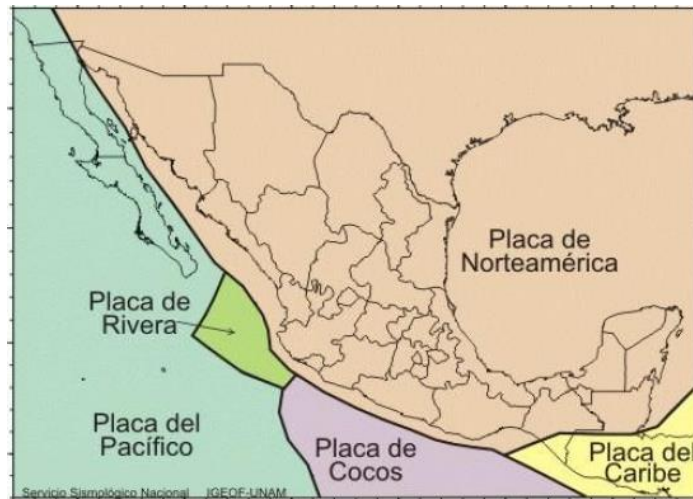 Placa de
Norteamérica
Placa de
Rivera
Placa del
Pacífico
Placa de
Cocos
Placa del
Caribe
Servicio Sismológico Nacional IGEOF-UNAM